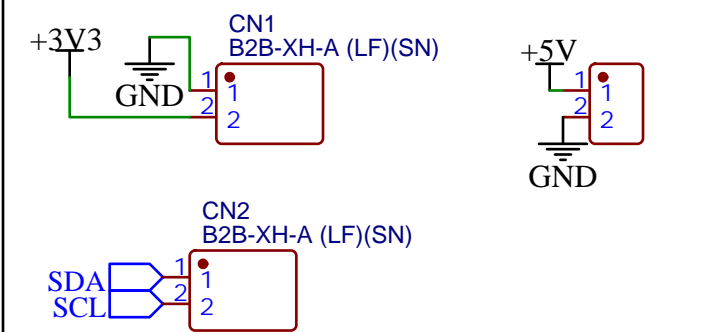 CN1
B2B-XH-A (LF)(SN)
+3V3
GND
1
1
2
2
+5V
1
1
2
2
GND
CN2
B2B-XH-A (LF)(SN)
SDA
1
1
SCL
2
2